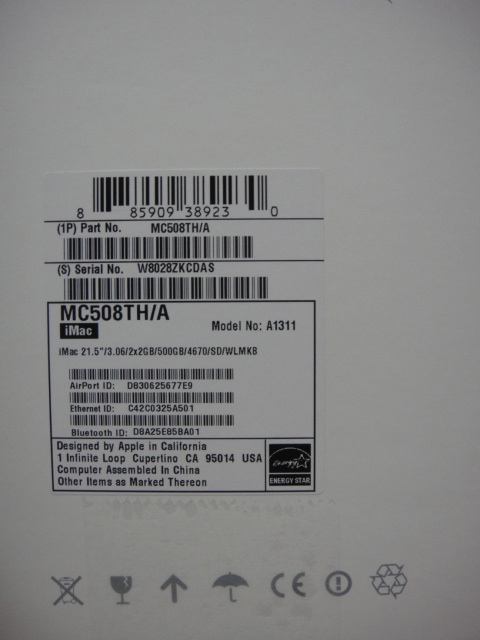 8 85909 38923 0
(1P) Part No. MC508TH/A
(S) Serial No. W8028ZKCDAS
MC508TH/A
iMac
Model No: A1311
iMac 21.5"/3.06/2x2GB/500GB/4670/SD/WLMKB
AirPort ID: D830625677E9
Ethernet ID: C42C0325A501
Bluetooth ID: D8A25EB5BA01
Designed by Apple in California
1 Infinite Loop Cupertino CA 95014 USA
Computer Assembled In China
Other Items as Marked Thereon
energy
ENERGY STAR
CE